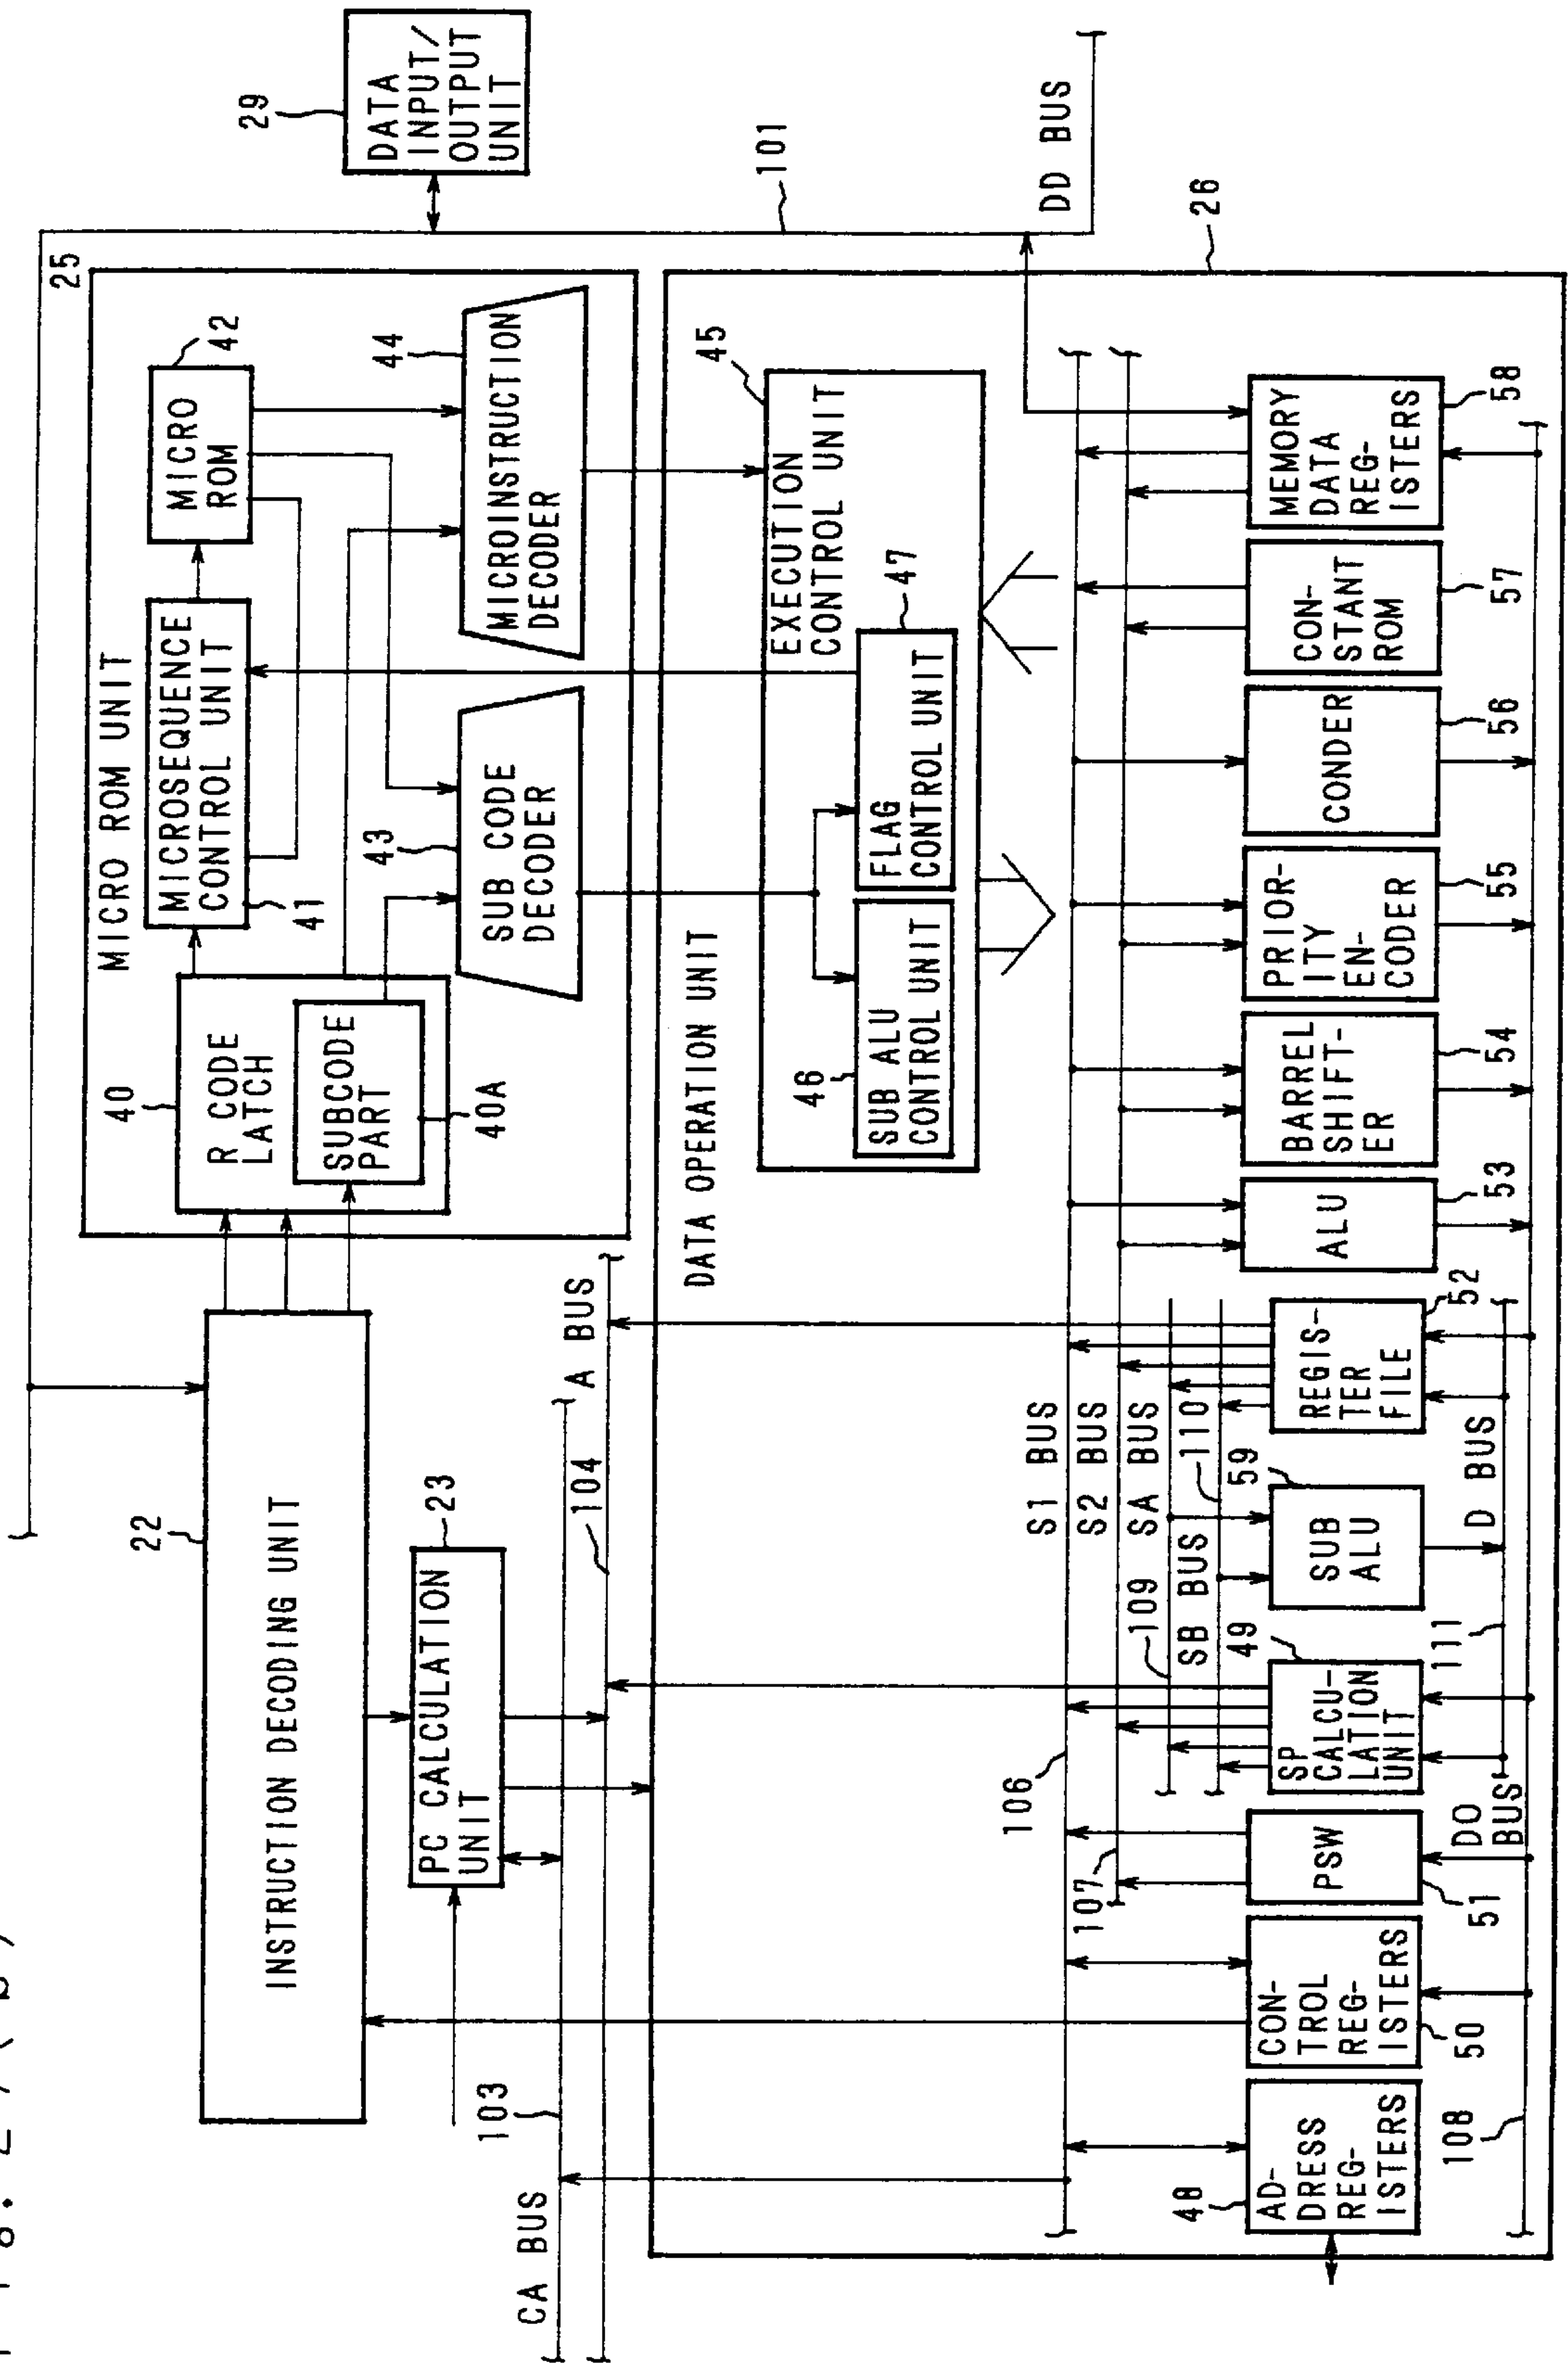 29
DATA
INPUT/
OUTPUT
UNIT
101
DD BUS
25
MICRO ROM UNIT
42
MICRO
ROM
MICROSEQUENCE
CONTROL UNIT
41
40
R CODE
LATCH
SUBCODE
PART
40A
43
SUB CODE
DECODER
44
MICROINSTRUCTION
DECODER
22
INSTRUCTION DECODING UNIT
23
PC CALCULATION
UNIT
103
CA BUS
104
A BUS
26
DATA OPERATION UNIT
45
EXECUTION
CONTROL UNIT
46
SUB ALU
CONTROL UNIT
47
FLAG
CONTROL UNIT
106
S1 BUS
107
S2 BUS
109
SA BUS
SB BUS
110
48
AD-
DRESS
REG-
ISTERS
CON-
TROL
REG-
ISTERS
50
PSW
51
49
SP
CALCU-
LATION
UNIT
59
SUB
ALU
REGIS-
TER
FILE
52
ALU
53
BARREL
SHIFT-
ER
54
PRIOR-
ITY
EN-
CODER
55
CONDER
56
CON-
STANT
ROM
57
MEMORY
DATA
REG-
ISTERS
58
111
D BUS
DO
BUS
108